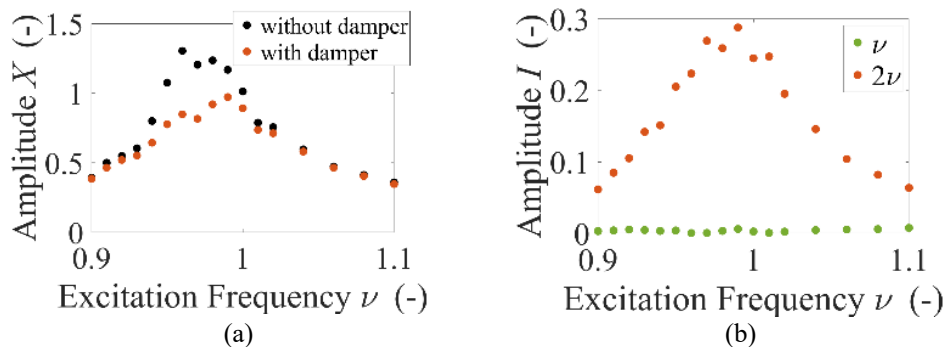 Amplitude X (-)
1.5
1
0.5
0
without damper
with damper
0.9
1
1.1
Excitation Frequency ν (-)
(a)
Amplitude I (-)
0.3
0.2
0.1
0
ν
2ν
0.9
1
1.1
Excitation Frequency ν (-)
(b)